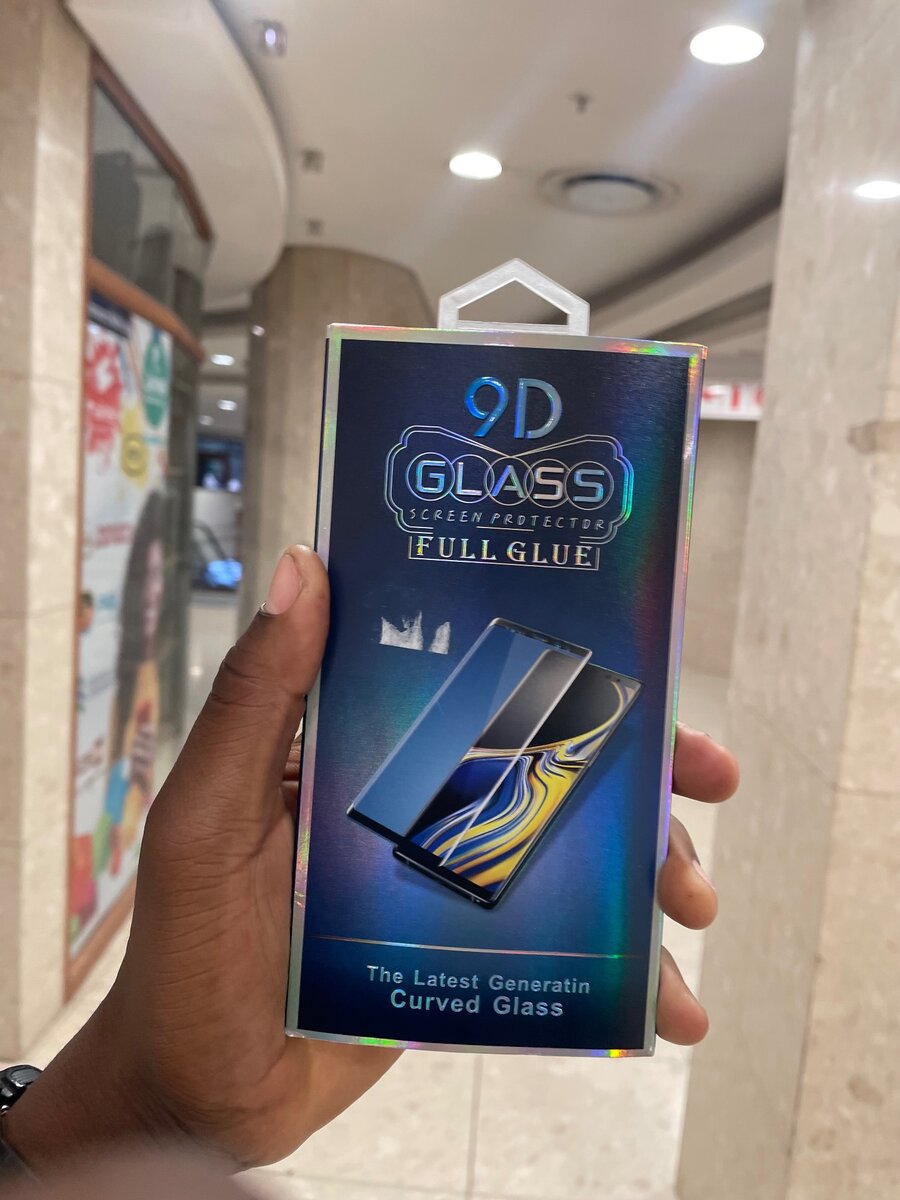 9D
GLASS
SCREEN PROTECTOR
FULL GLUE
The Latest Generatin
Curved Glass